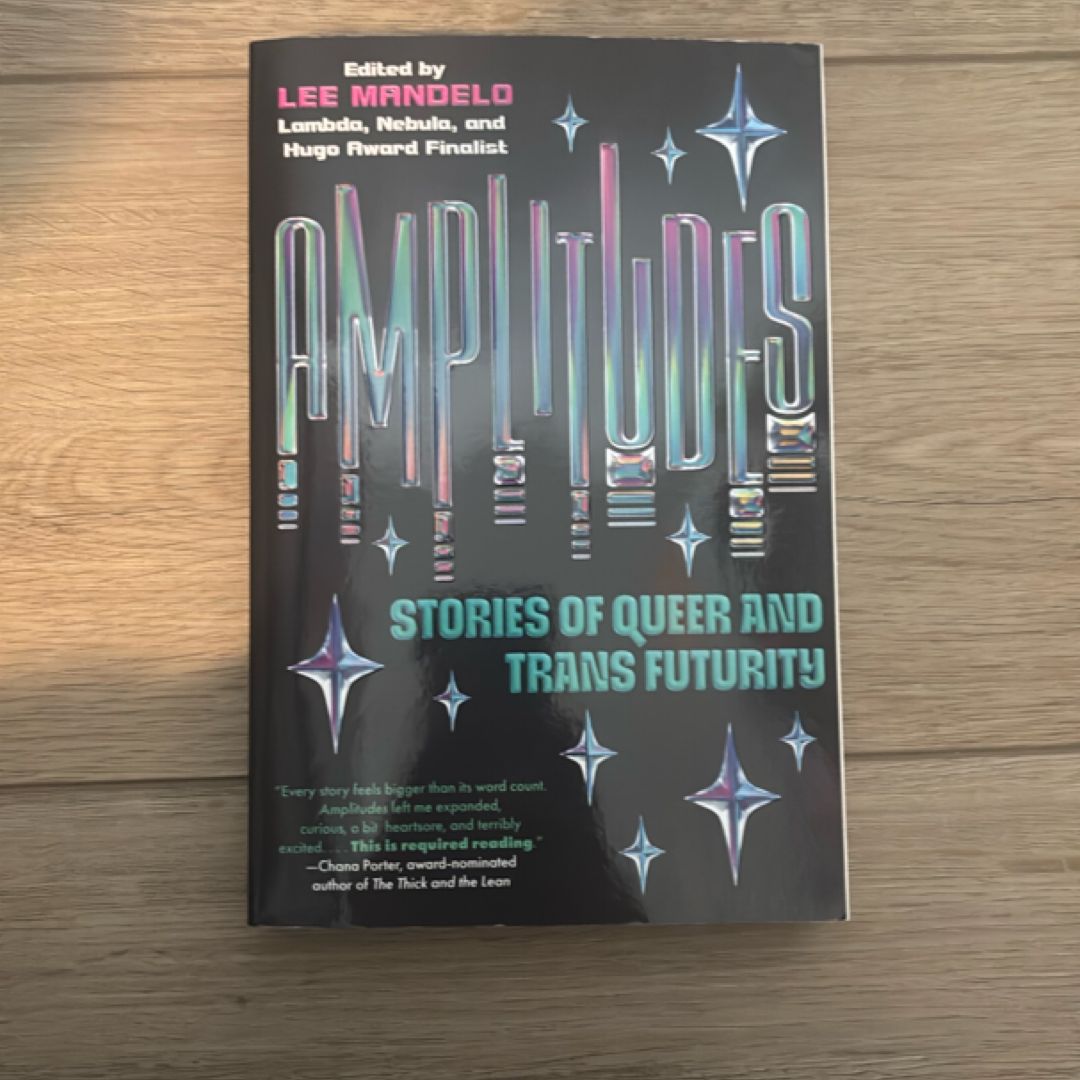 Edited by
LEE MANDELO
Lambda, Nebula, and
Hugo Award Finalist
AMPLITUDES
STORIES OF QUEER AND
TRANS FUTURITY
"Every story feels bigger than its word count.
Amplitudes left me expanded,
curious, a bit heartsore, and terribly
excited. . . . This is required reading."
—Chana Porter, award-nominated
author of The Thick and the Lean